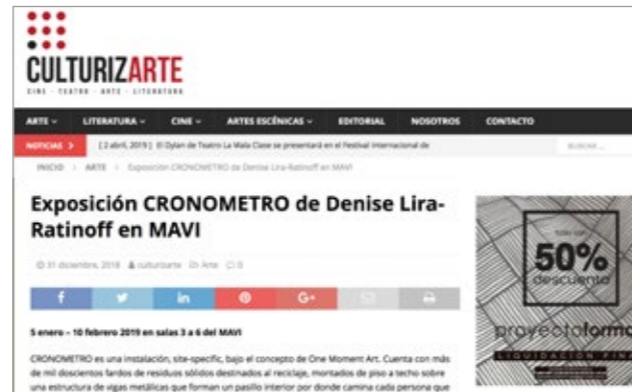 CULTURIZARTE
CINE - TEATRO - ARTE - LITERATURA
ARTE LITERATURA CINE ARTES ESCÉNICAS EDITORIAL NOSOTROS CONTACTO
NOTICIAS > [ 2 abril, 2019 ] El Dylan de Teatro La Mala Clase se presentará en el Festival Internacional de BUSCAR ...
INICIO > ARTE > Exposición CRONOMETRO de Denise Lira-Ratinoff en MAVI
Exposición CRONOMETRO de Denise Lira-
Ratinoff en MAVI
31 diciembre, 2018 culturizarte Arte 0
5 enero – 10 febrero 2019 en salas 3 a 6 del MAVI
CRONOMETRO es una instalación, site-specific, bajo el concepto de One Moment Art. Cuenta con más
de mil doscientos fardos de residuos sólidos destinados al reciclaje, montados de piso a techo sobre
una estructura de vigas metálicas que forman un pasillo interior por donde camina cada persona que
50%
descuento
proyectoforma
LIQUIDACIÓN FINA